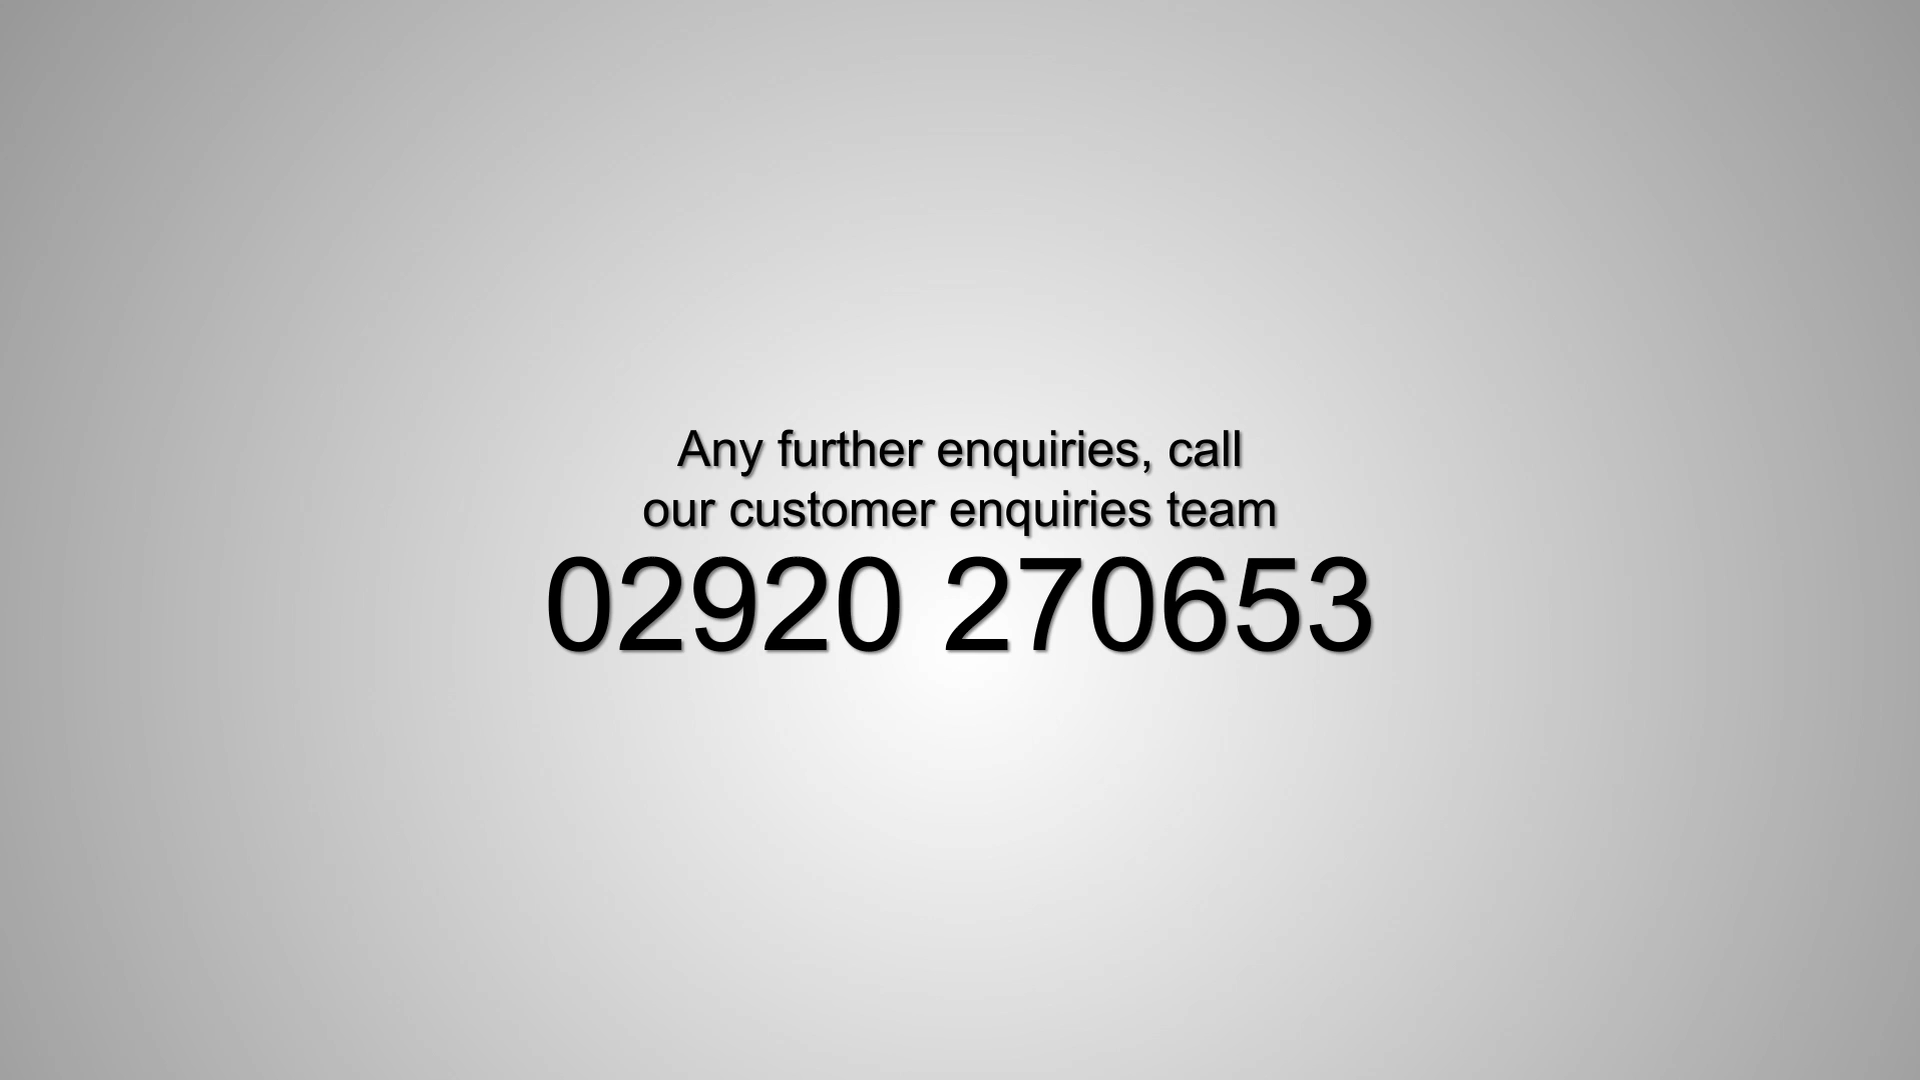 Any further enquiries, call
our customer enquiries team
02920 270653